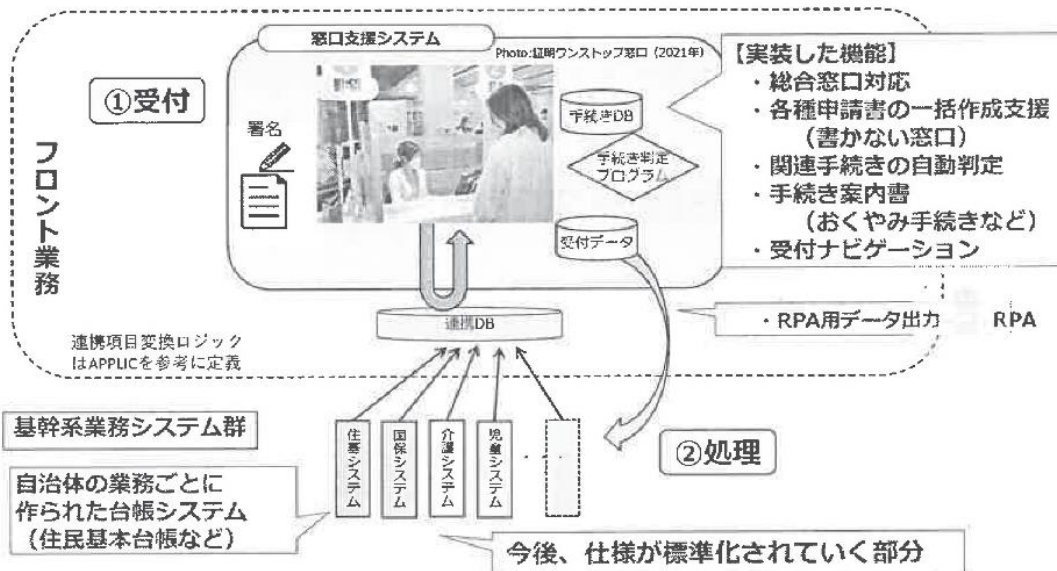 窓口支援システム
Photo:証明ワンストップ窓口（2021年）
①受付
署名
手続きDB
手続き判定
プログラム
受付データ
【実装した機能】
・総合窓口対応
・各種申請書の一括作成支援
（書かない窓口）
・関連手続きの自動判定
・手続き案内書
（おくやみ手続きなど）
・受付ナビゲーション
フロント業務
連携DB
・RPA用データ出力
RPA
連携項目変換ロジック
はAPPLICを参考に定義
基幹系業務システム群
住基システム
国保システム
介護システム
児童システム
・・・
②処理
自治体の業務ごとに
作られた台帳システム
（住民基本台帳など）
今後、仕様が標準化されていく部分